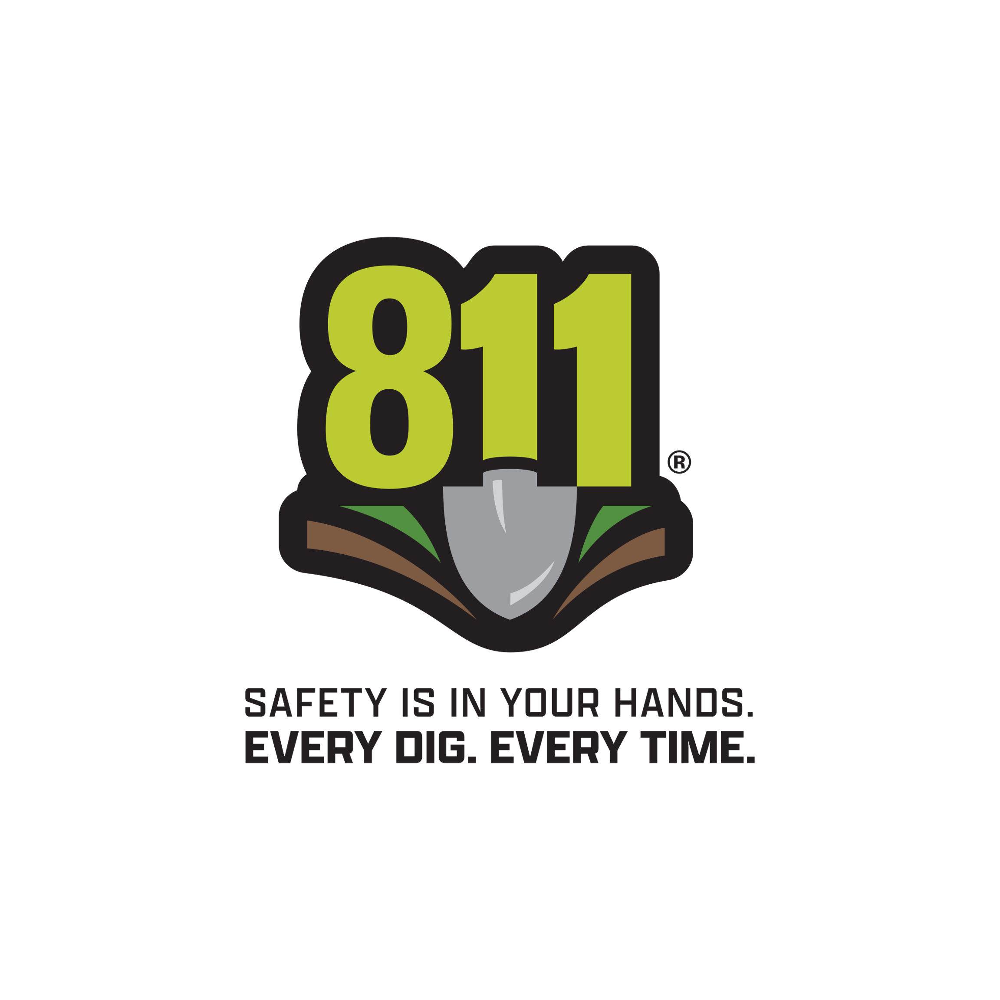 811
®
SAFETY IS IN YOUR HANDS.
EVERY DIG. EVERY TIME.